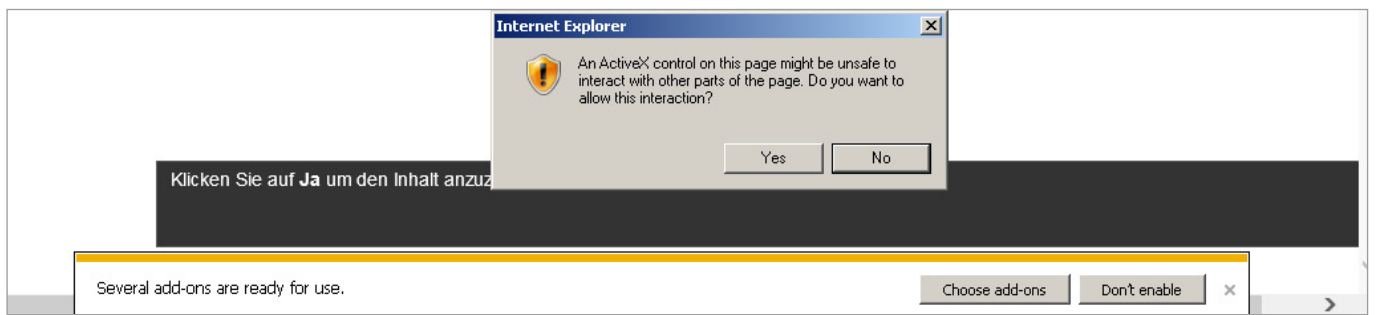 Internet Explorer
An ActiveX control on this page might be unsafe to
interact with other parts of the page. Do you want to
allow this interaction?
Yes No
Klicken Sie auf Ja um den Inhalt
Several add-ons are ready for use.
Choose add-ons Don't enable